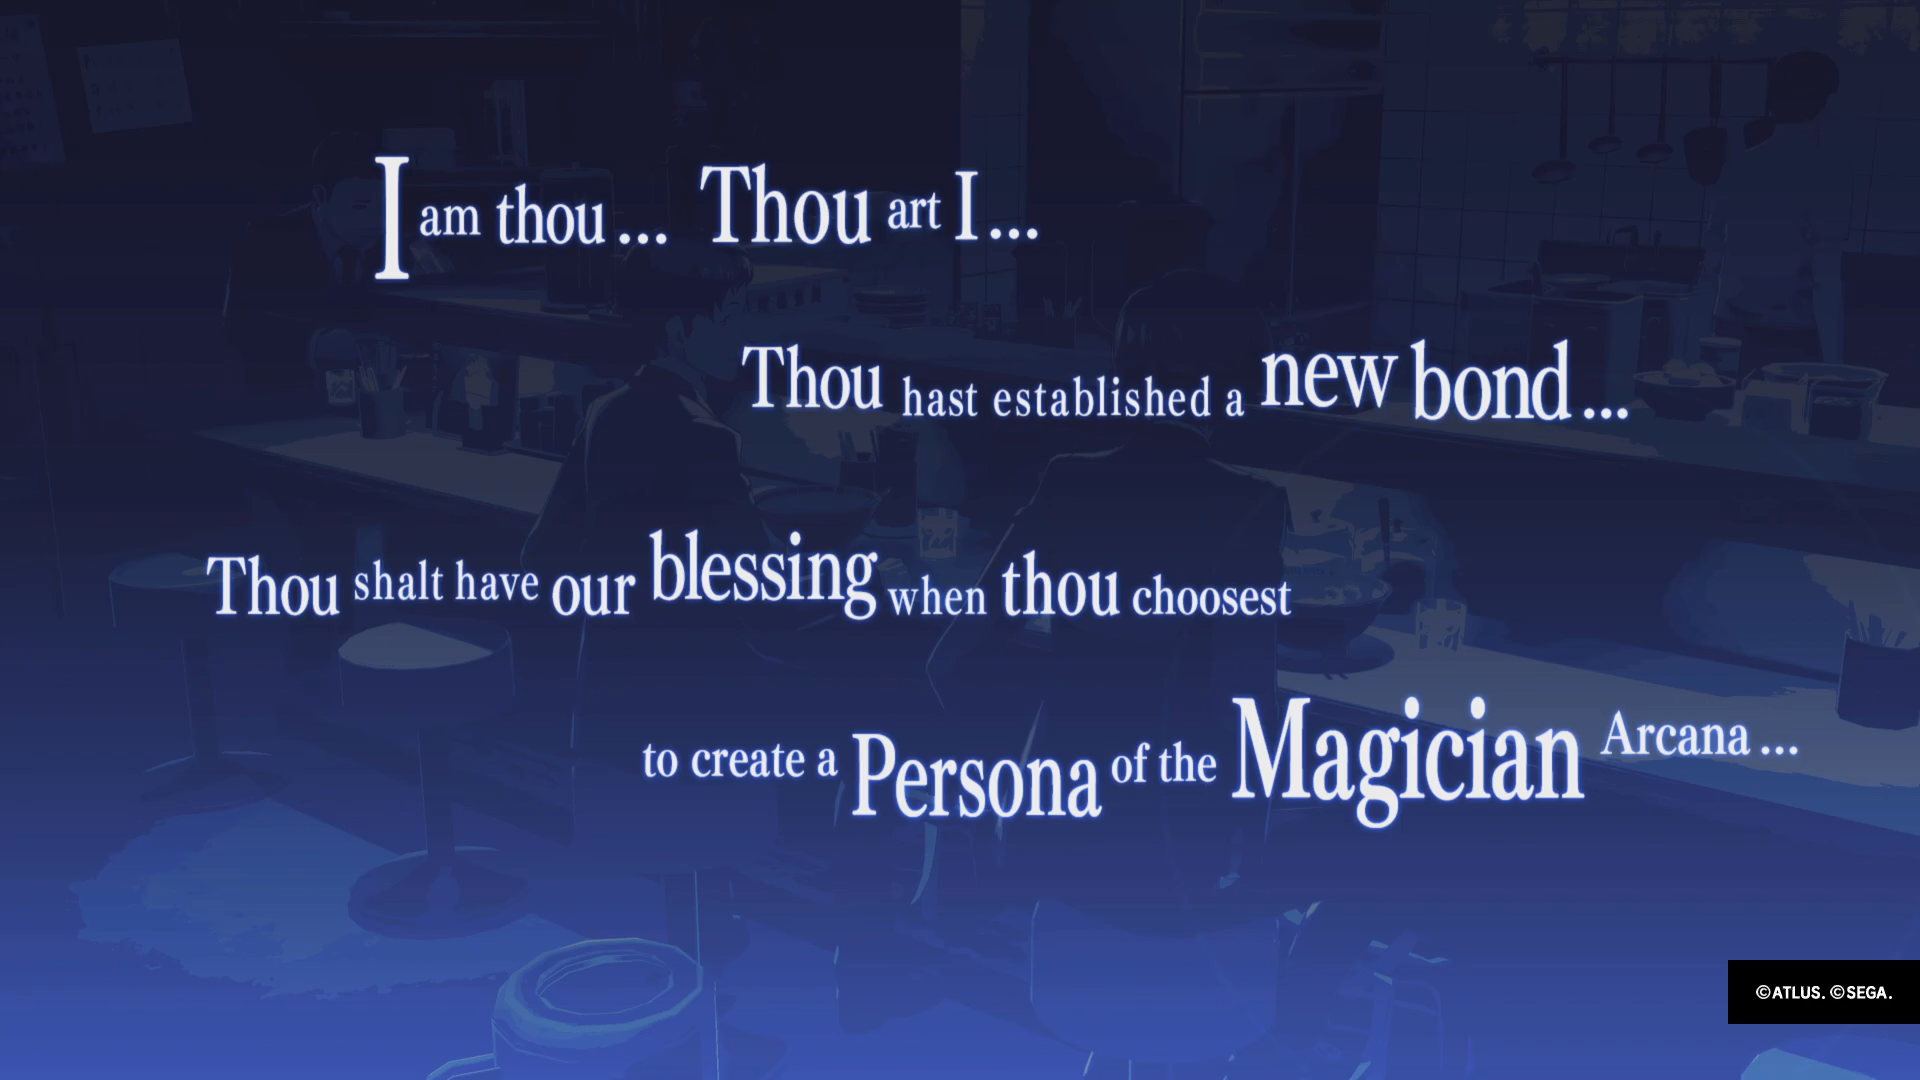 I am thou... Thou art I...
Thou hast established a new bond...
Thou shalt have our blessing when thou choosest
to create a Persona of the Magician Arcana...
©ATLUS. ©SEGA.